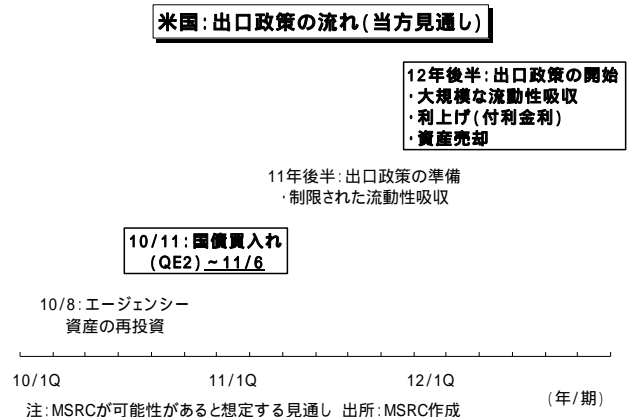 米国:出口政策の流れ(当方見通し)
12年後半:出口政策の開始
・大規模な流動性吸収
・利上げ(付利金利)
・資産売却
11年後半:出口政策の準備
・制限された流動性吸収
10/11:国債買入れ
(QE2)~11/6
10/8:エージェンシー
資産の再投資
10/1Q 11/1Q 12/1Q
(年/期)
注:MSRCが可能性があると想定する見通し 出所:MSRC作成